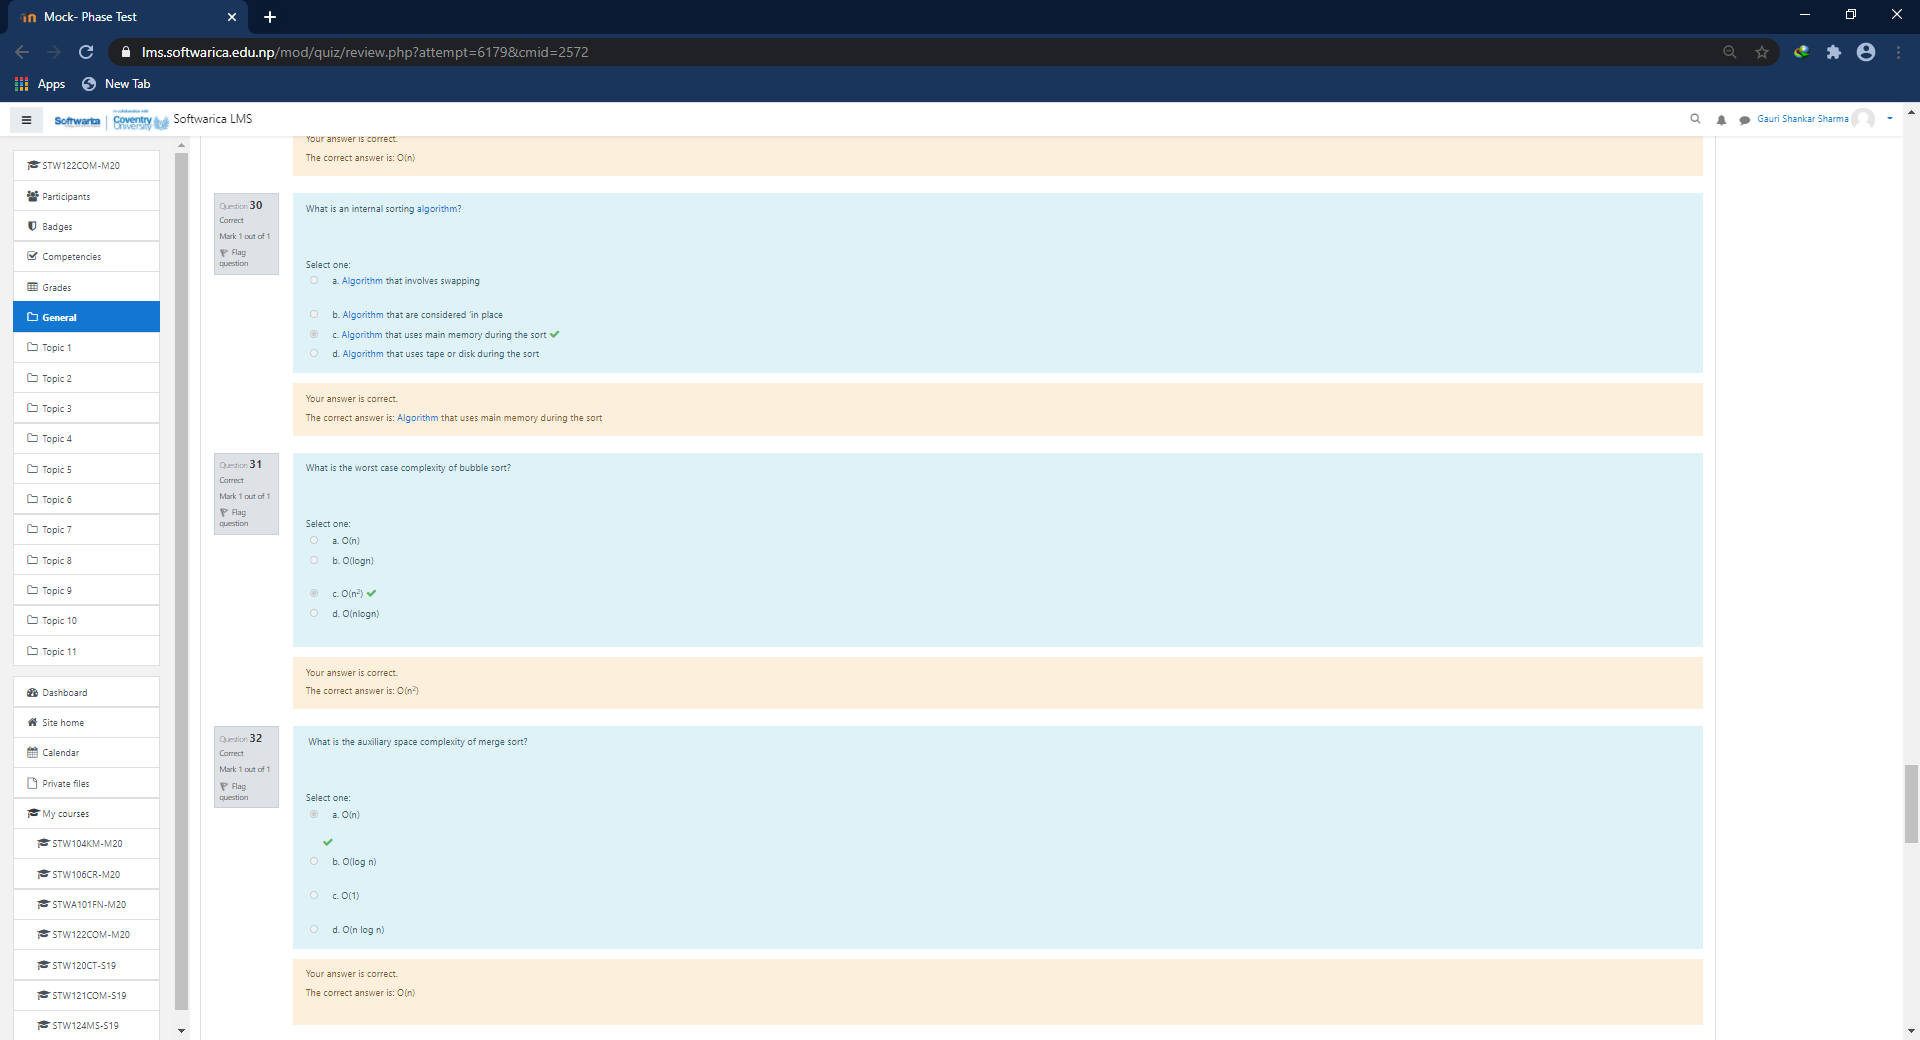 Mock- Phase Test
lms.softwarica.edu.np/mod/quiz/review.php?attempt=6179&cmid=2572
Apps
New Tab
Softwarica
In collaboration with
Coventry
University
Softwarica LMS
Gauri Shankar Sharma
STW122COM-M20
Participants
Badges
Competencies
Grades
General
Topic 1
Topic 2
Topic 3
Topic 4
Topic 5
Topic 6
Topic 7
Topic 8
Topic 9
Topic 10
Topic 11
Dashboard
Site home
Calendar
Private files
My courses
STW104KM-M20
STW106CR-M20
STWA101FN-M20
STW122COM-M20
STW120CT-S19
STW121COM-S19
STW124MS-S19
Your answer is correct.
The correct answer is: O(n)
Question 30
Correct
Mark 1 out of 1
Flag
question
What is an internal sorting algorithm?
Select one:
a. Algorithm that involves swapping
b. Algorithm that are considered 'in place
c. Algorithm that uses main memory during the sort
d. Algorithm that uses tape or disk during the sort
Your answer is correct.
The correct answer is: Algorithm that uses main memory during the sort
Question 31
Correct
Mark 1 out of 1
Flag
question
What is the worst case complexity of bubble sort?
Select one:
a. O(n)
b. O(logn)
c. O(n²)
d. O(nlogn)
Your answer is correct.
The correct answer is: O(n²)
Question 32
Correct
Mark 1 out of 1
Flag
question
What is the auxiliary space complexity of merge sort?
Select one:
a. O(n)
b. O(log n)
c. O(1)
d. O(n log n)
Your answer is correct.
The correct answer is: O(n)